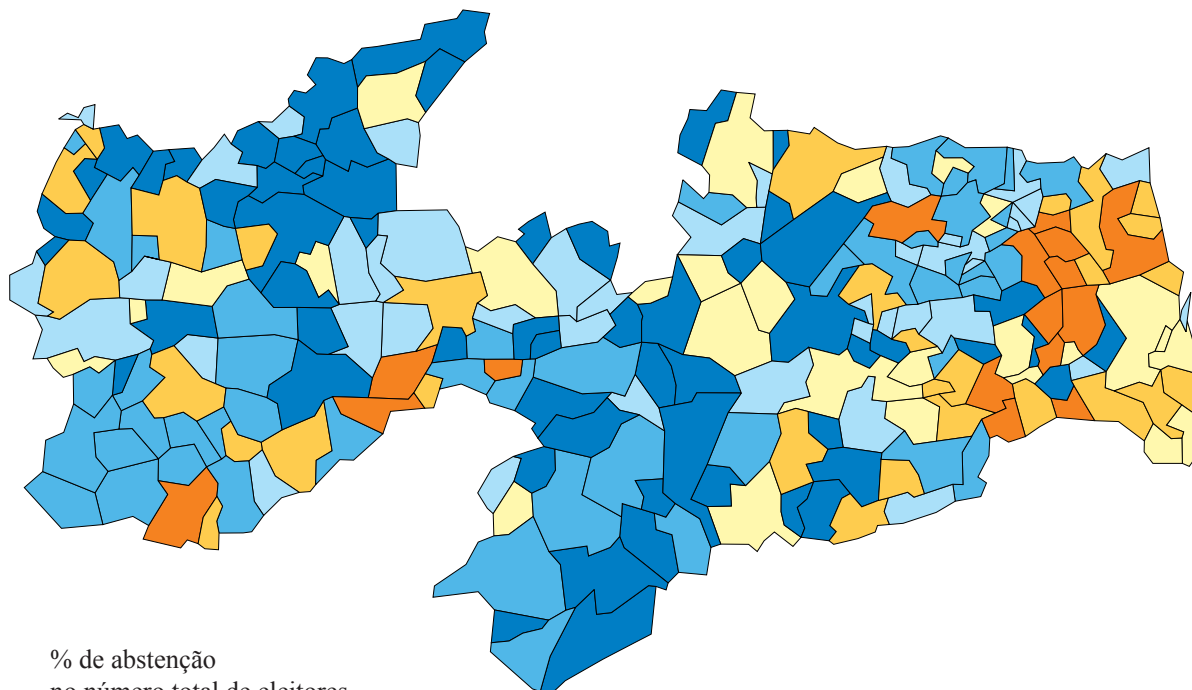 % de abstenção
no número total de eleitores